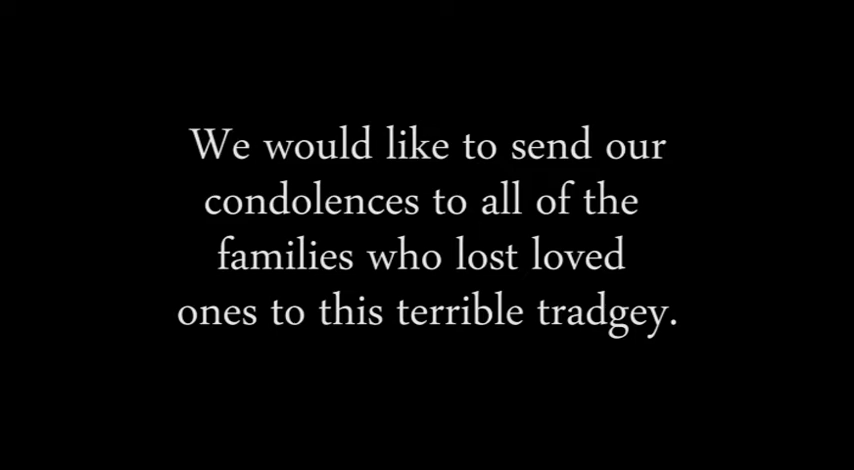 We would like to send our
condolences to all of the
families who lost loved
ones to this terrible tradgey.